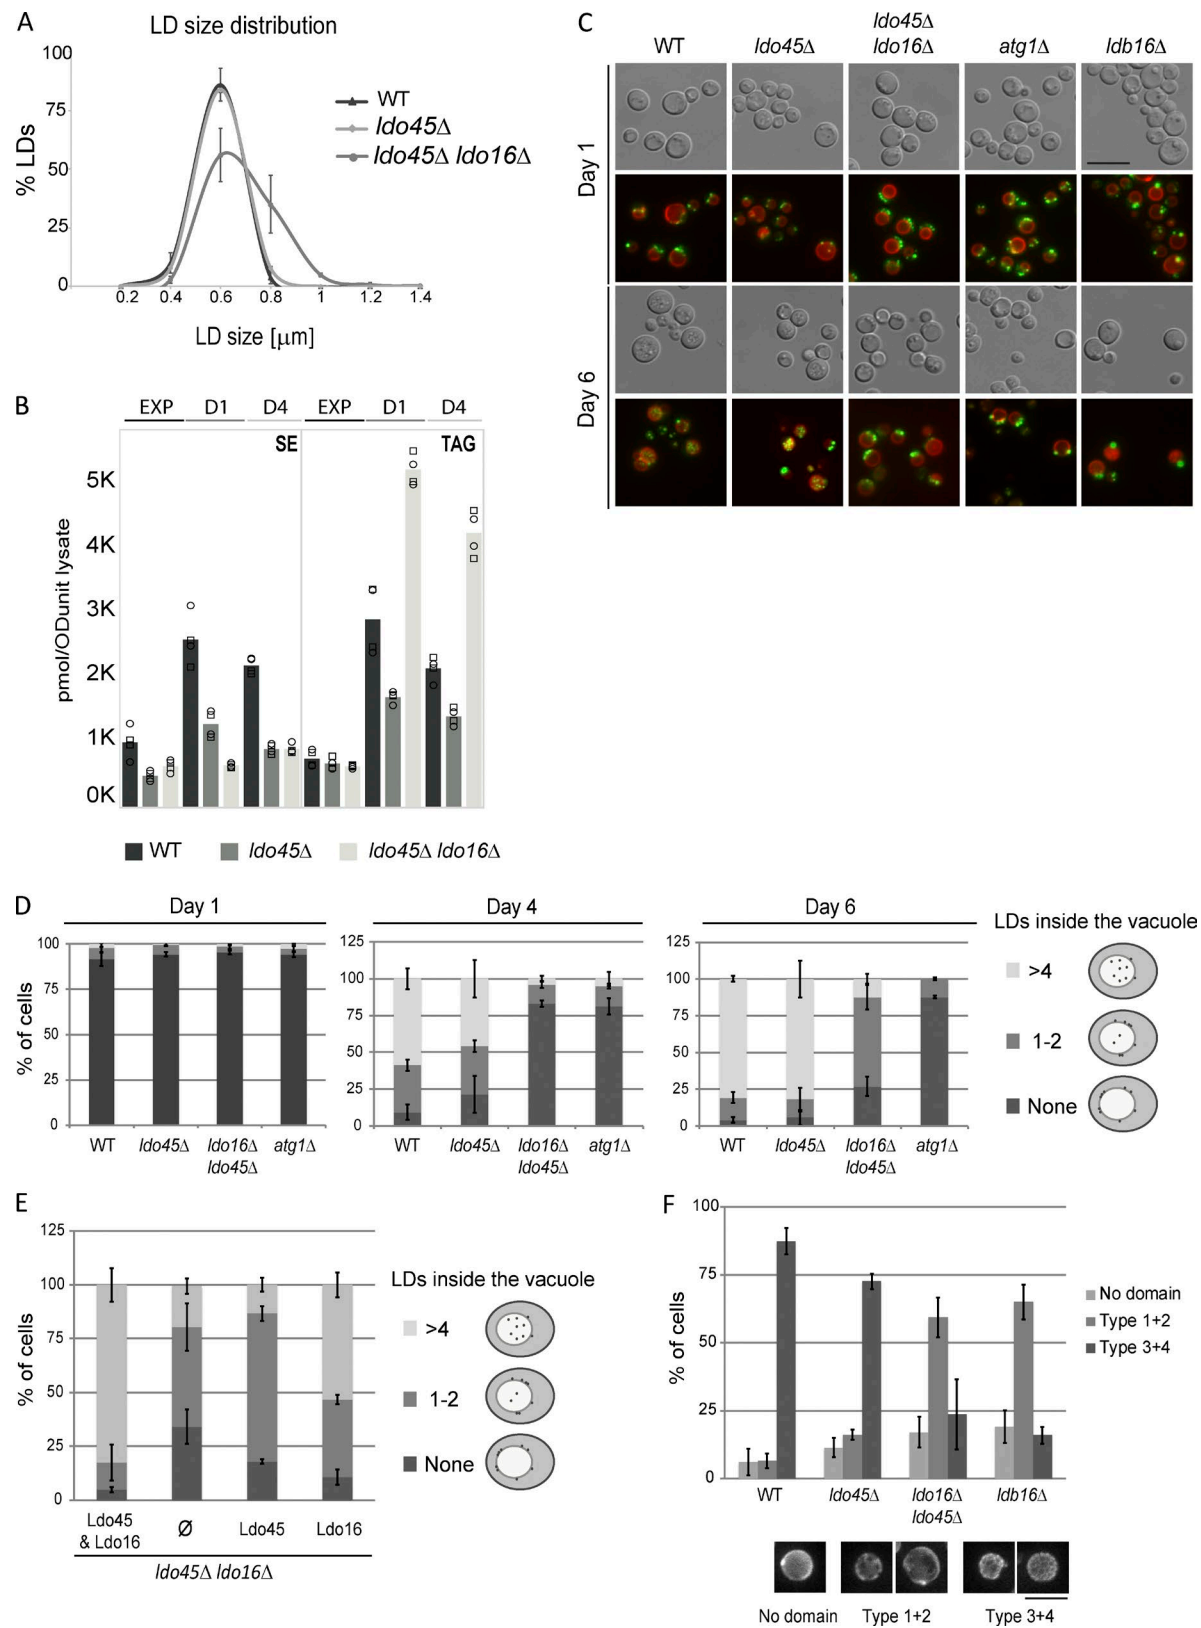 A
LD size distribution
% LDs
100
75
50
25
0
0.2 0.4 0.6 0.8 1 1.2 1.4
LD size [μm]
WT
ldo45Δ
ldo45Δ ldo16Δ
B
EXP D1 D4 EXP D1 D4
SE TAG
pmol/ODunit lysate
5K
4K
3K
2K
1K
0K
WT ldo45Δ ldo45Δ ldo16Δ
C
WT ldo45Δ ldo45Δ ldo16Δ atg1Δ ldb16Δ
Day 1
Day 6
D
Day 1 Day 4 Day 6
% of cells
100
75
50
25
0
WT ldo45Δ ldo16Δ atg1Δ
ldo45Δ
125
100
75
50
25
0
WT ldo45Δ ldo16Δ atg1Δ
ldo45Δ
125
100
75
50
25
0
WT ldo45Δ ldo16Δ atg1Δ
ldo45Δ
LDs inside the vacuole
>4
1-2
None
E
% of cells
125
100
75
50
25
0
Ldo45 Ø Ldo45 Ldo16
& Ldo16
ldo45Δ ldo16Δ
LDs inside the vacuole
>4
1-2
None
F
% of cells
100
75
50
25
0
WT ldo45Δ ldo16Δ ldb16Δ
ldo45Δ
No domain
Type 1+2
Type 3+4
No domain Type 1+2 Type 3+4